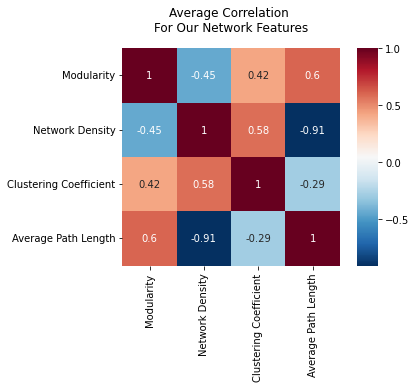 Average Correlation
For Our Network Features
Modularity
Network Density
Clustering Coefficient
Average Path Length
1 -0.45 0.42 0.6
-0.45 1 0.58 -0.91
0.42 0.58 1 -0.29
0.6 -0.91 -0.29 1
Modularity
Network Density
Clustering Coefficient
Average Path Length
1.0
0.5
0.0
−0.5